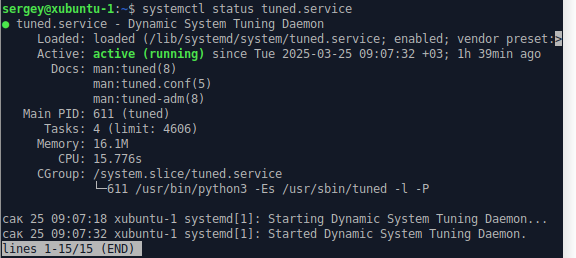 sergey@xubuntu-1:~$ systemctl status tuned.service
● tuned.service - Dynamic System Tuning Daemon
     Loaded: loaded (/lib/systemd/system/tuned.service; enabled; vendor preset:>
     Active: active (running) since Tue 2025-03-25 09:07:32 +03; 1h 39min ago
       Docs: man:tuned(8)
             man:tuned.conf(5)
             man:tuned-adm(8)
   Main PID: 611 (tuned)
      Tasks: 4 (limit: 4606)
     Memory: 16.1M
        CPU: 15.776s
     CGroup: /system.slice/tuned.service
             └─611 /usr/bin/python3 -Es /usr/sbin/tuned -l -P

сак 25 09:07:18 xubuntu-1 systemd[1]: Starting Dynamic System Tuning Daemon...
сак 25 09:07:32 xubuntu-1 systemd[1]: Started Dynamic System Tuning Daemon.
lines 1-15/15 (END)